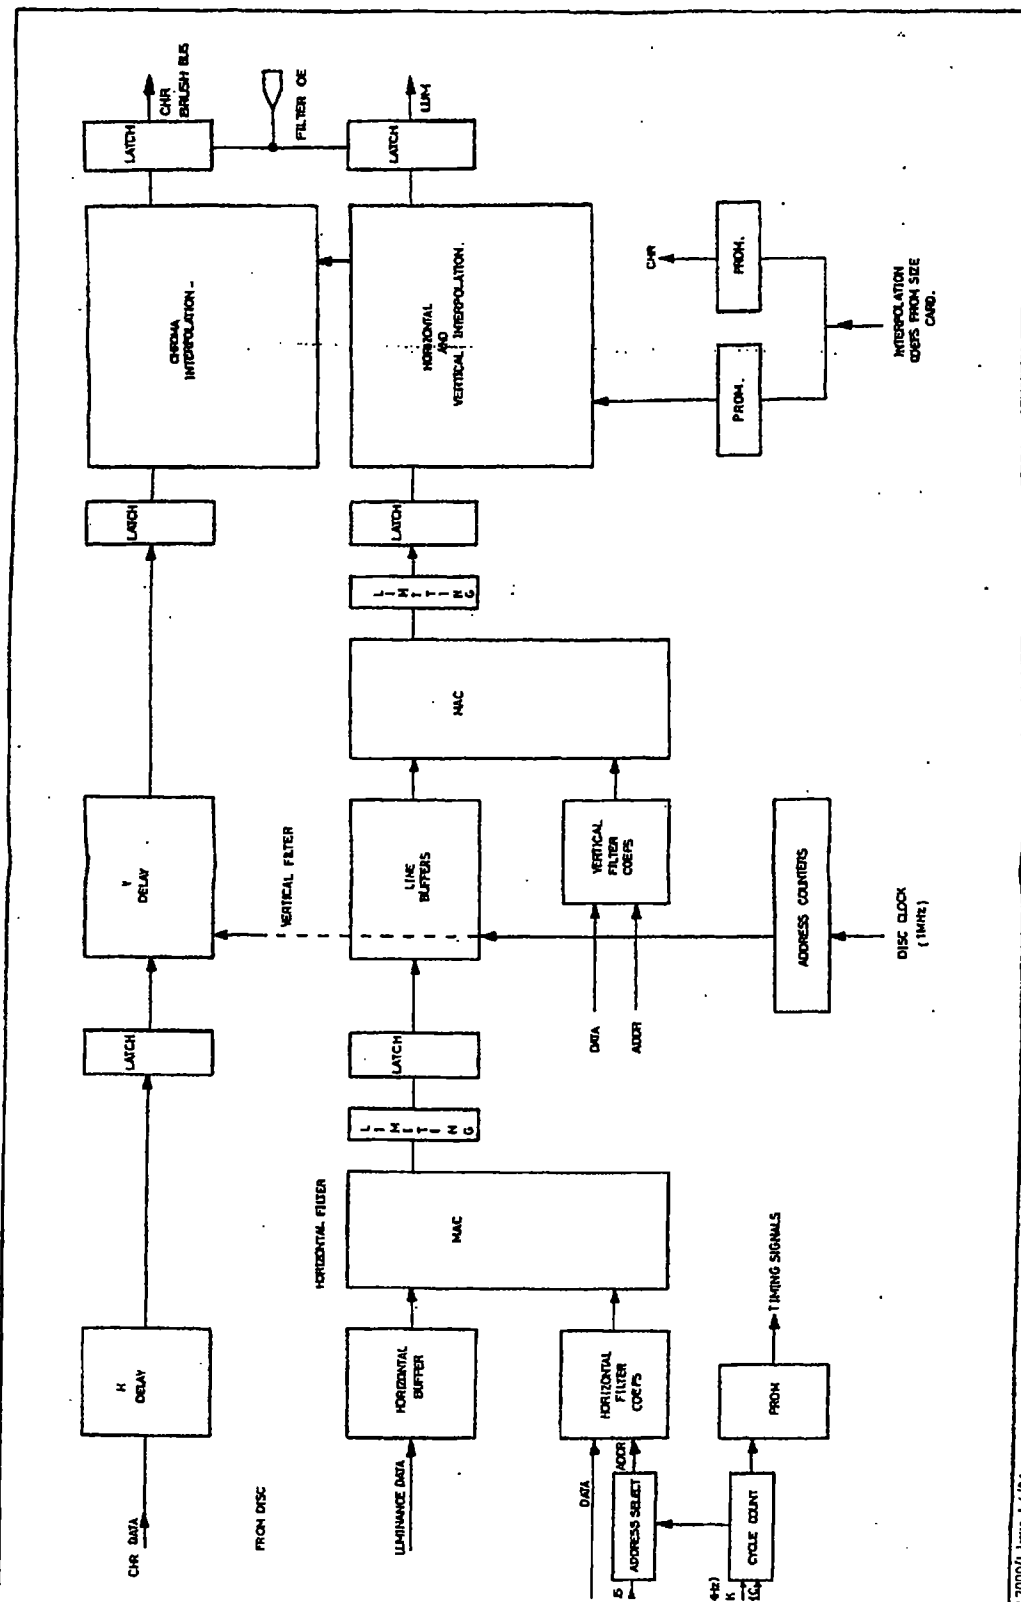 CHR
BRUSH BUS
LATCH
FILTER OE
LUM
LATCH
CHROMA
INTERPOLATION
HORIZONTAL
AND
VERTICAL INTERPOLATION.
CHR
PROM.
PROM.
INTERPOLATION
COEFS FROM SIZE
CARD.
LATCH
LATCH
LIMITING
MAC
V
DELAY
VERTICAL FILTER
LINE
BUFFERS
VERTICAL
FILTER
COEFS
ADDRESS COUNTERS
DISC CLOCK
(1MHz)
DATA
ADDR
LATCH
LATCH
LIMITING
HORIZONTAL FILTER
MAC
TIMING SIGNALS
H
DELAY
HORIZONTAL
BUFFER
HORIZONTAL
FILTER
COEFS
PROM
CHR DATA
FROM DISC
LUMINANCE DATA
DATA
ADDR
ADDRESS SELECT
CYCLE COUNT